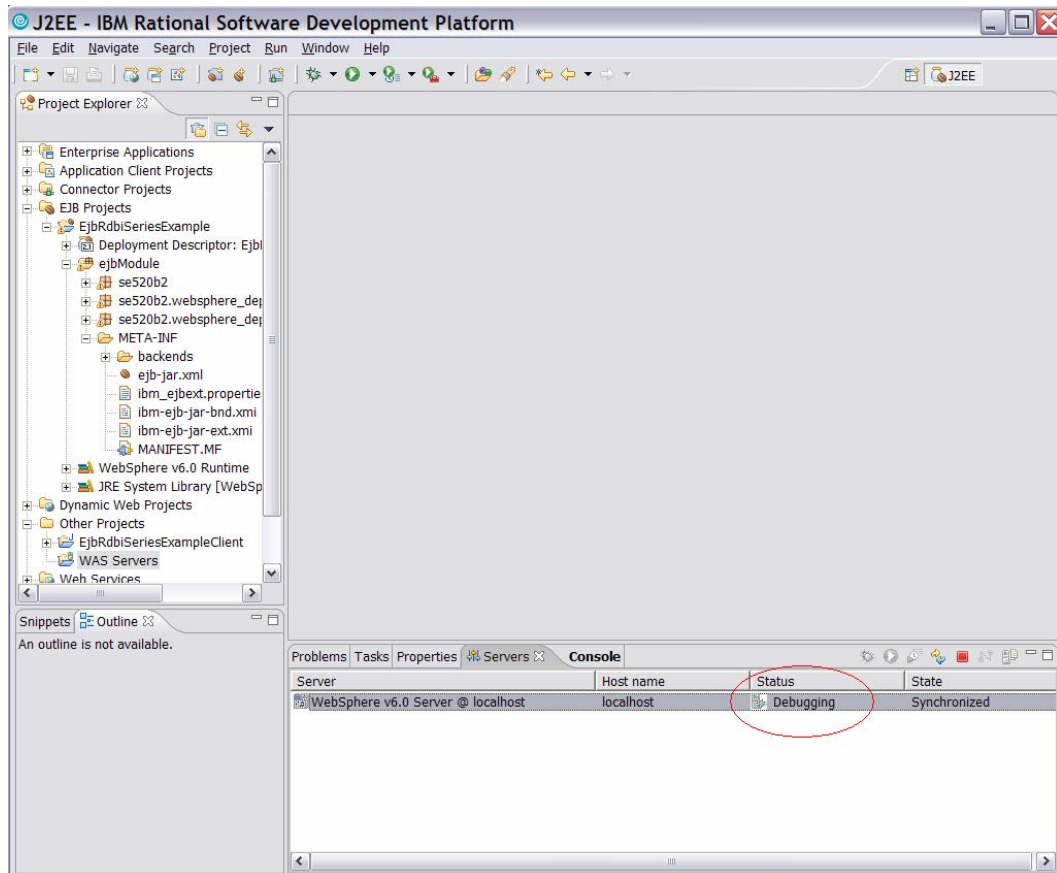 J2EE - IBM Rational Software Development Platform
File Edit Navigate Search Project Run Window Help
J2EE
Project Explorer
Enterprise Applications
Application Client Projects
Connector Projects
EJB Projects
EjbRdbiSeriesExample
Deployment Descriptor: Ejbl
ejbModule
se520b2
se520b2.websphere_dep
se520b2.websphere_dep
META-INF
backends
ejb-jar.xml
ibm_ejbext.propertie
ibm-ejb-jar-bnd.xmi
ibm-ejb-jar-ext.xmi
MANIFEST.MF
WebSphere v6.0 Runtime
JRE System Library [WebSp
Dynamic Web Projects
Other Projects
EjbRdbiSeriesExampleClient
WAS Servers
Web Services
Snippets Outline
An outline is not available.
Problems Tasks Properties Servers Console
Server Host name Status State
WebSphere v6.0 Server @ localhost localhost Debugging Synchronized